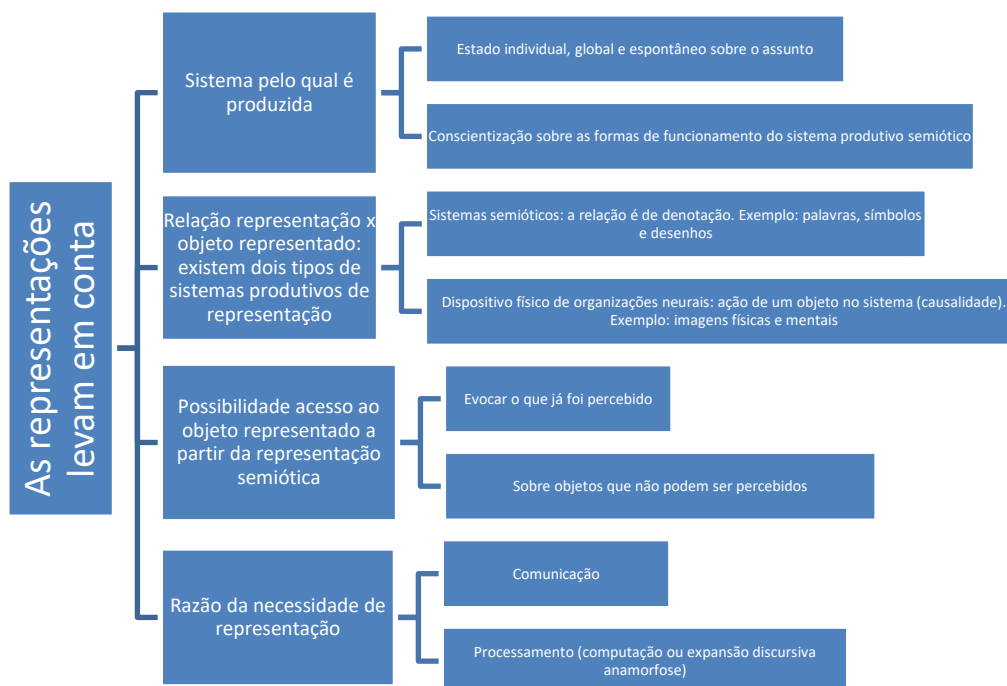 As representações
levam em conta
Sistema pelo qual é
produzida
Estado individual, global e espontâneo sobre o assunto
Conscientização sobre as formas de funcionamento do sistema produtivo semiótico
Relação representação x
objeto representado:
existem dois tipos de
sistemas produtivos de
representação
Sistemas semióticos: a relação é de denotação. Exemplo: palavras, símbolos
e desenhos
Dispositivo físico de organizações neurais: ação de um objeto no sistema (causalidade).
Exemplo: imagens físicas e mentais
Possibilidade acesso ao
objeto representado a
partir da representação
semiótica
Evocar o que já foi percebido
Sobre objetos que não podem ser percebidos
Razão da necessidade de
representação
Comunicação
Processamento (computação ou expansão discursiva
anamorfose)